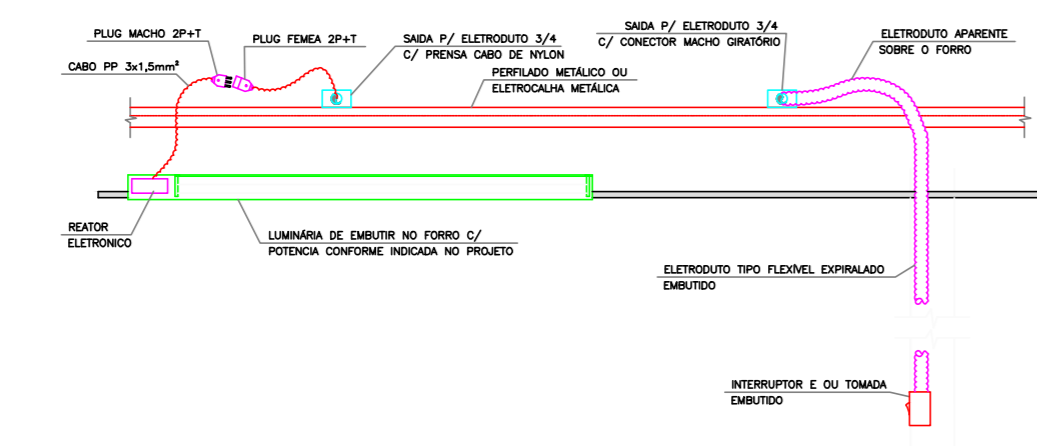 PLUG MACHO 2P+T
PLUG FEMEA 2P+T
CABO PP 3x1,5mm²
SAIDA P/ ELETRODUTO 3/4
C/ PRENSA CABO DE NYLON
PERFILADO METÁLICO OU
ELETROCALHA METÁLICA
SAIDA P/ ELETRODUTO 3/4
C/ CONECTOR MACHO GIRATÓRIO
ELETRODUTO APARENTE
SOBRE O FORRO
REATOR
ELETRONICO
LUMINÁRIA DE EMBUTIR NO FORRO C/
POTENCIA CONFORME INDICADA NO PROJETO
ELETRODUTO TIPO FLEXÍVEL EXPIRALADO
EMBUTIDO
INTERRUPTOR E OU TOMADA
EMBUTIDO